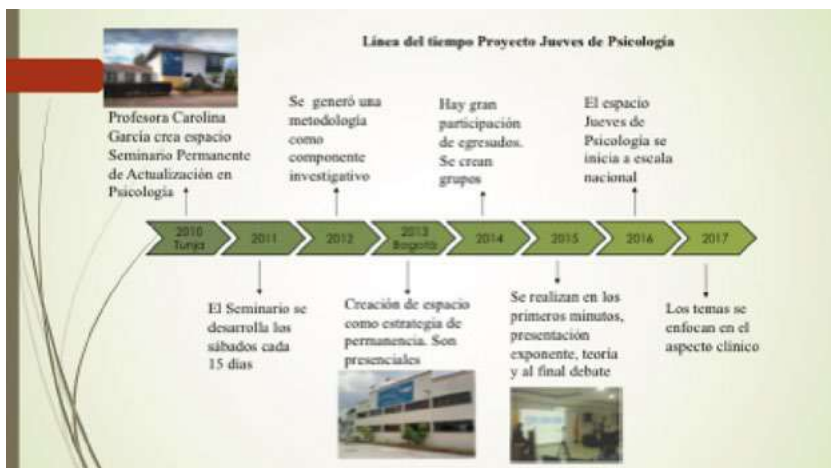 Línea del tiempo Proyecto Jueves de Psicología
Profesora Carolina
García crea espacio
Seminario Permanente
de Actualización en
Psicología
Se generó una
metodología
como
componente
investigativo
Hay gran
participación
de egresados.
Se crean
grupos
El espacio
Jueves de
Psicología se
inicia a escala
nacional
2010
Tunja
2011
2012
2013
Bogotá
2014
2015
2016
2017
El Seminario se
desarrolla los
sábados cada
15 días
Creación de espacio
como estrategia de
permanencia. Son
presenciales
Se realizan en los
primeros minutos,
presentación
exponente, teoría
y al final debate
Los temas se
enfocan en el
aspecto clínico